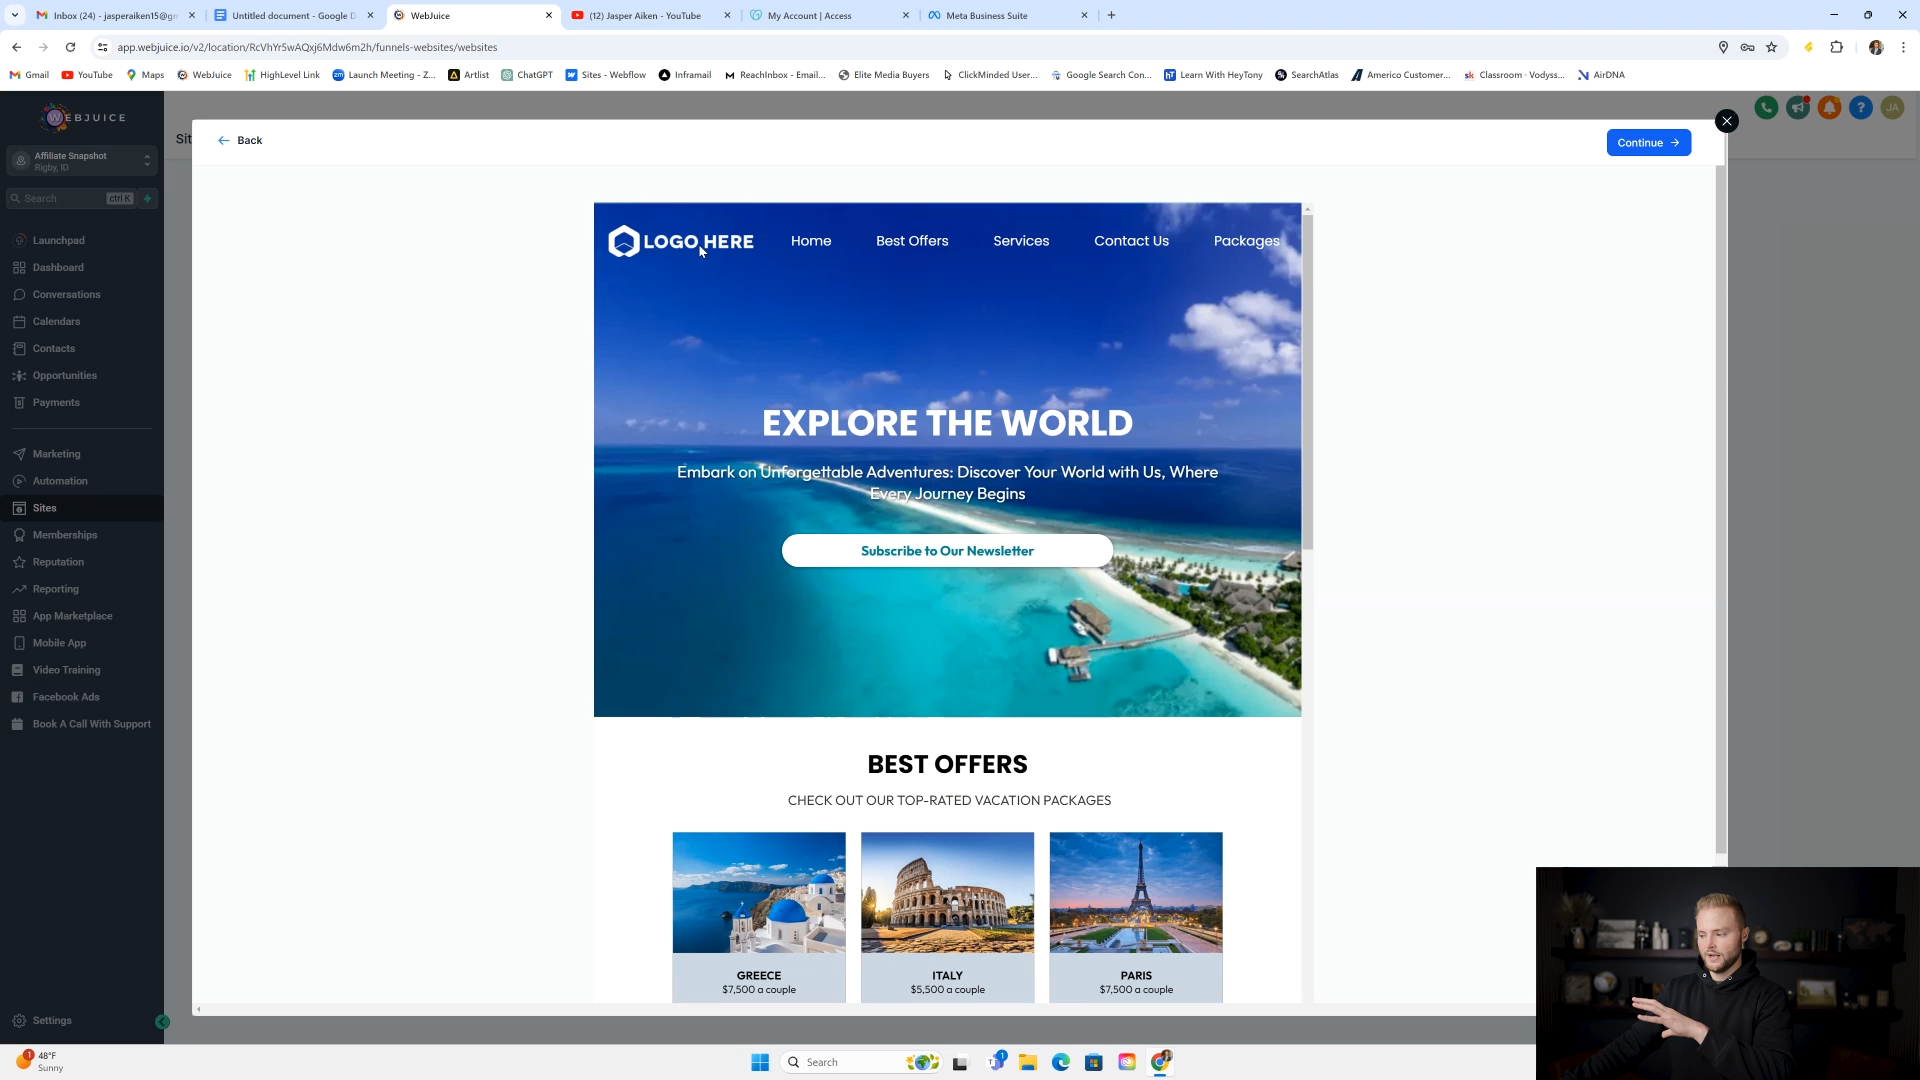 Inbox (24) - jasperaiken15@gm
Untitled document - Google D
WebJuice
(12) Jasper Aiken - YouTube
My Account | Access
Meta Business Suite
app.webjuice.io/v2/location/RcVhYr5wAQxj6Mdw6m2h/funnels-websites/websites
Gmail
YouTube
Maps
WebJuice
HighLevel Link
Launch Meeting - Z...
Artlist
ChatGPT
Sites - Webflow
Inframail
ReachInbox - Email...
Elite Media Buyers
ClickMinded User...
Google Search Con...
Learn With HeyTony
SearchAtlas
Americo Customer...
Classroom · Vodyss...
AirDNA
WEBJUICE
Sit
JA
Affiliate Snapshot
Rigby, ID
Search
ctrl K
Launchpad
Dashboard
Conversations
Calendars
Contacts
Opportunities
Payments
Marketing
Automation
Sites
Memberships
Reputation
Reporting
App Marketplace
Mobile App
Video Training
Facebook Ads
Book A Call With Support
Settings
Back
Continue
LOGO HERE
Home
Best Offers
Services
Contact Us
Packages
EXPLORE THE WORLD
Embark on Unforgettable Adventures: Discover Your World with Us, Where
Every Journey Begins
Subscribe to Our Newsletter
BEST OFFERS
CHECK OUT OUR TOP-RATED VACATION PACKAGES
GREECE
$7,500 a couple
ITALY
$5,500 a couple
PARIS
$7,500 a couple
1
48°F
Sunny
Search
1